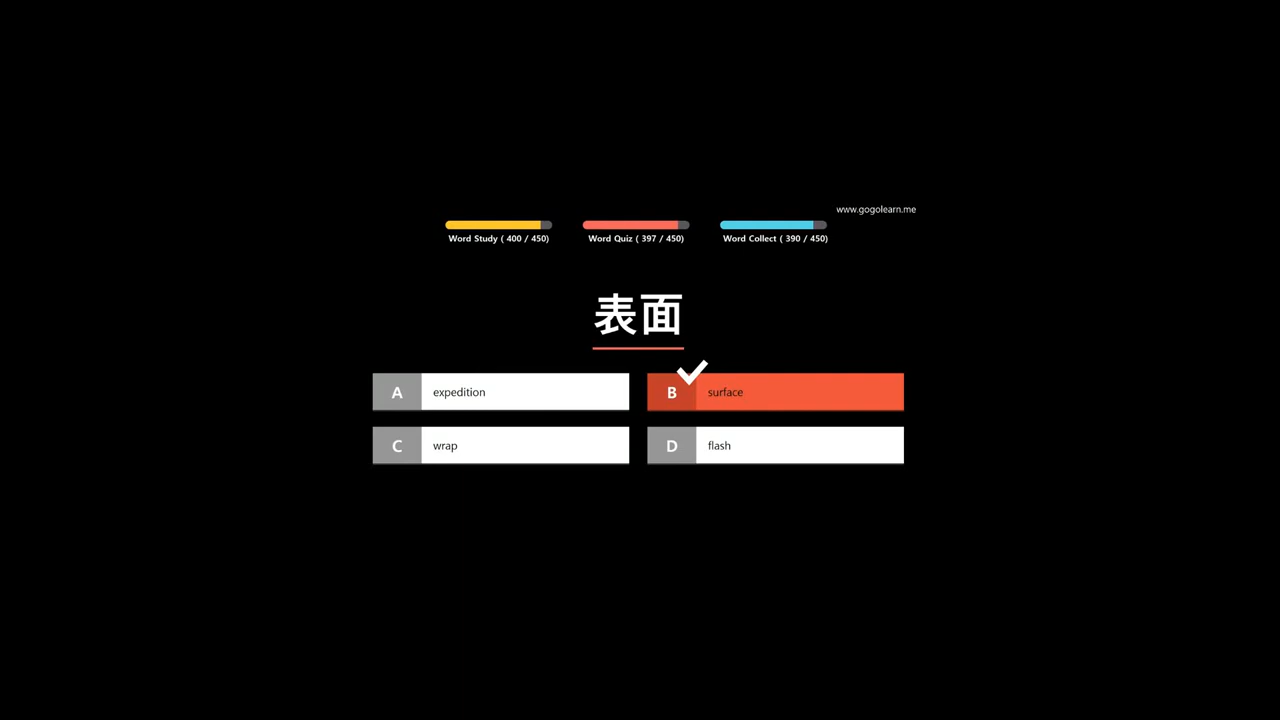 www.gogolearn.me
Word Study ( 400 / 450)
Word Quiz ( 397 / 450)
Word Collect ( 390 / 450)
表面
A expedition
B surface
C wrap
D flash